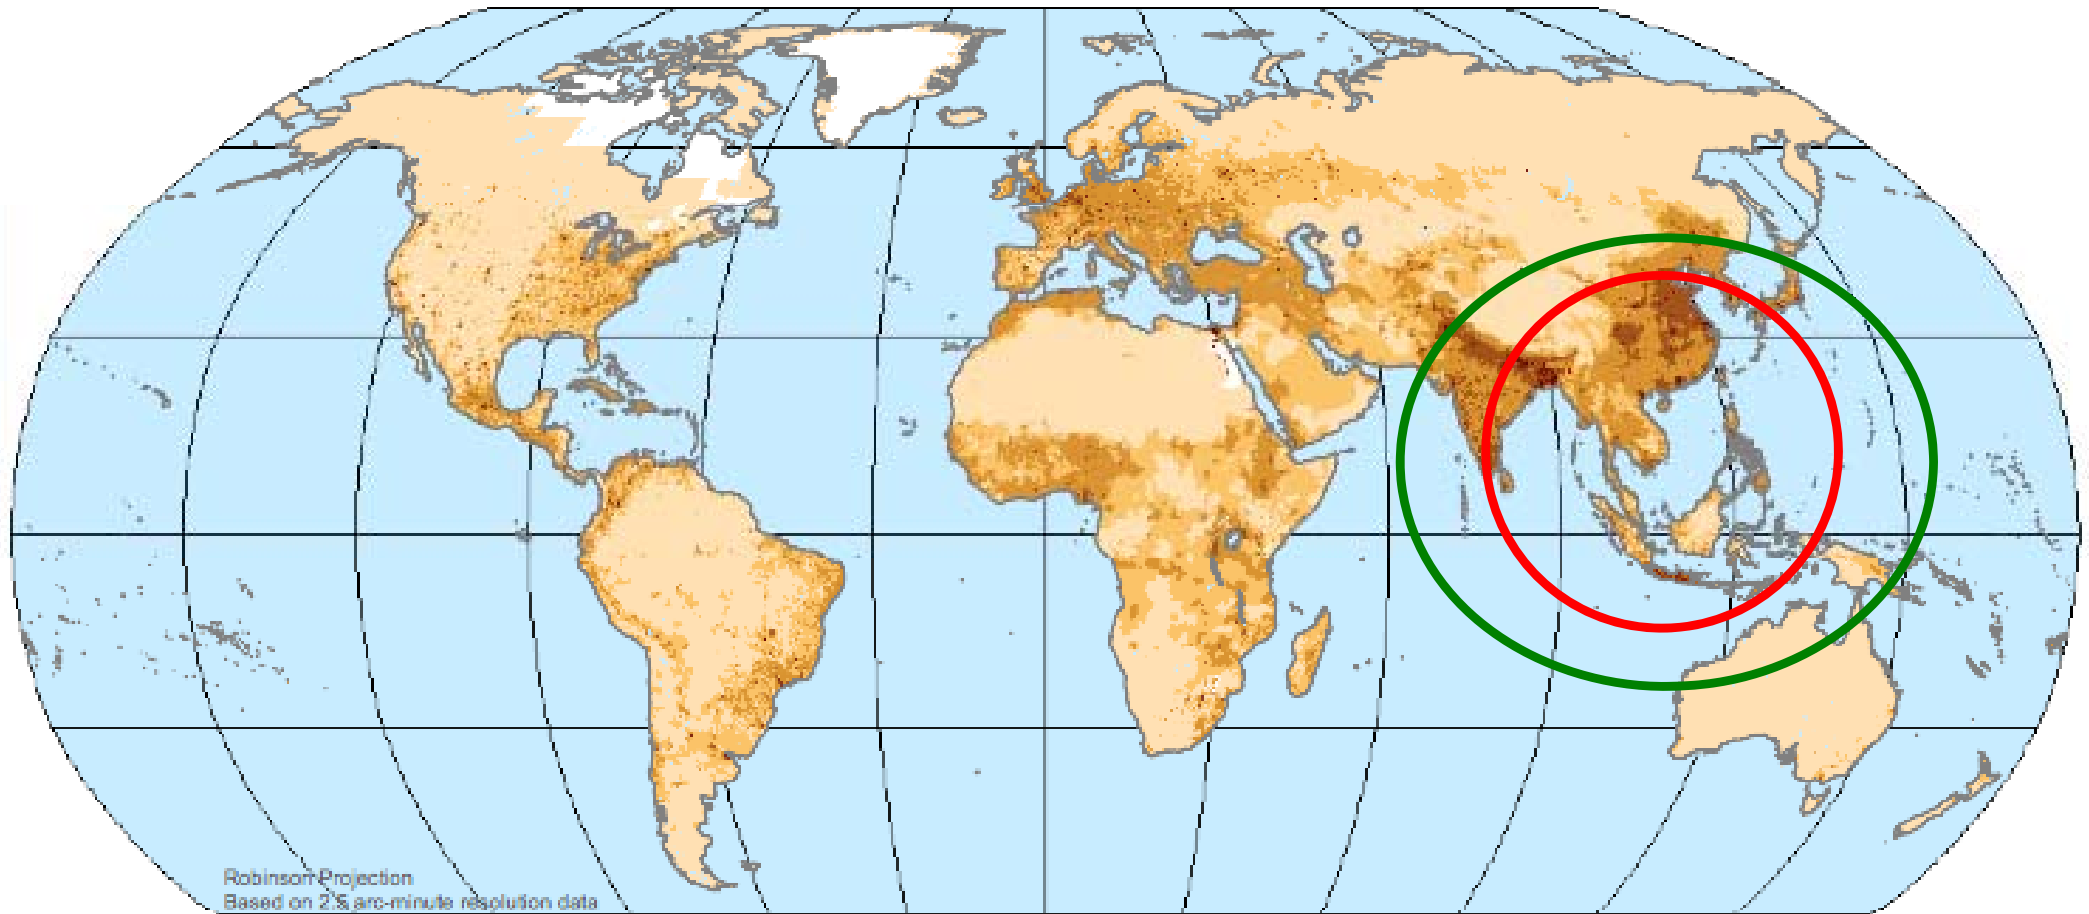 Robinson Projection
Based on 2.5 arc-minute resolution data